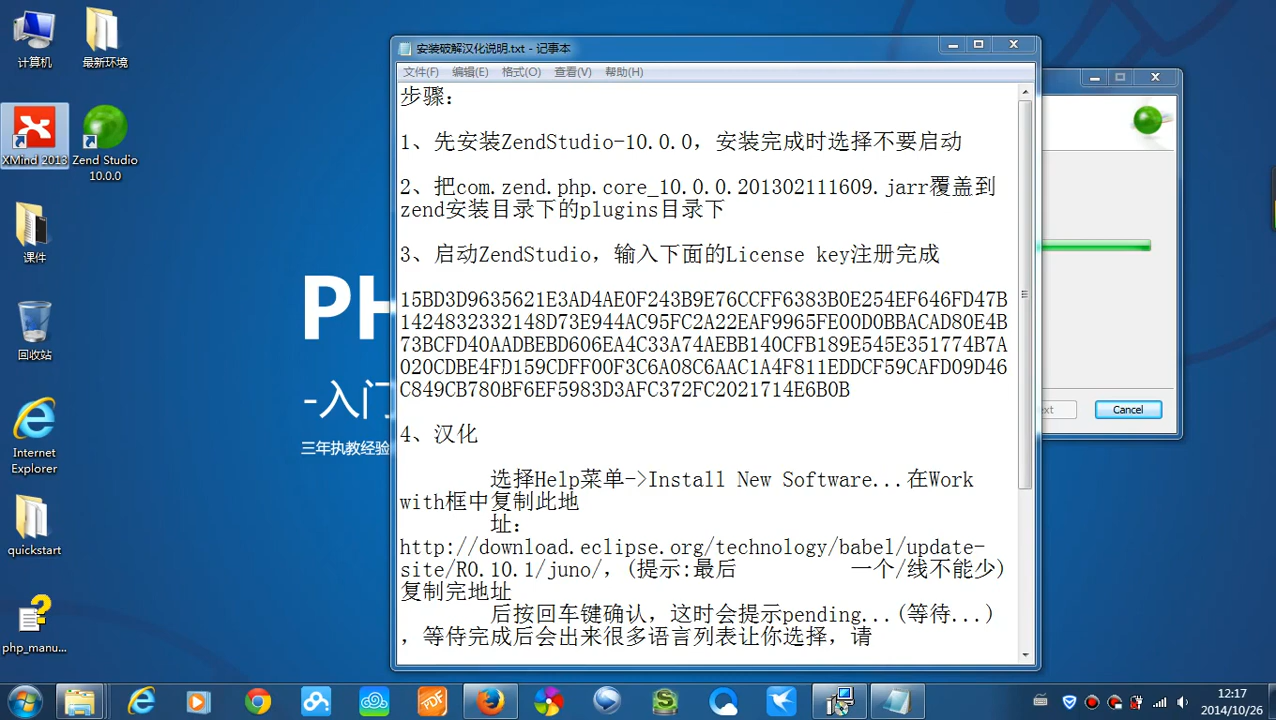 计算机
最新环境
XMind 2013
Zend Studio
10.0.0
课件
回收站
Internet
Explorer
quickstart
php_manu...
PH
-入门
三年执教经验
安装破解汉化说明.txt - 记事本
文件(F) 编辑(E) 格式(O) 查看(V) 帮助(H)
步骤：
1、先安装ZendStudio-10.0.0，安装完成时选择不要启动
2、把com.zend.php.core_10.0.0.201302111609.jarr覆盖到
zend安装目录下的plugins目录下
3、启动ZendStudio，输入下面的License key注册完成
15BD3D9635621E3AD4AE0F243B9E76CCFF6383B0E254EF646FD47B
1424832332148D73E944AC95FC2A22EAF9965FE00D0BBACAD80E4B
73BCFD40AADBEBD606EA4C33A74AEBB140CFB189E545E351774B7A
020CDBE4FD159CDFF00F3C6A08C6AAC1A4F811EDDCF59CAFD09D46
C849CB780BF6EF5983D3AFC372FC2021714E6B0B
4、汉化
选择Help菜单->Install New Software...在Work
with框中复制此地
址：
http://download.eclipse.org/technology/babel/update-
site/R0.10.1/juno/，(提示:最后 一个/线不能少)
复制完地址
后按回车键确认，这时会提示pending...(等待...)
，等待完成后会出来很多语言列表让你选择，请
ext
Cancel
12:17
2014/10/26